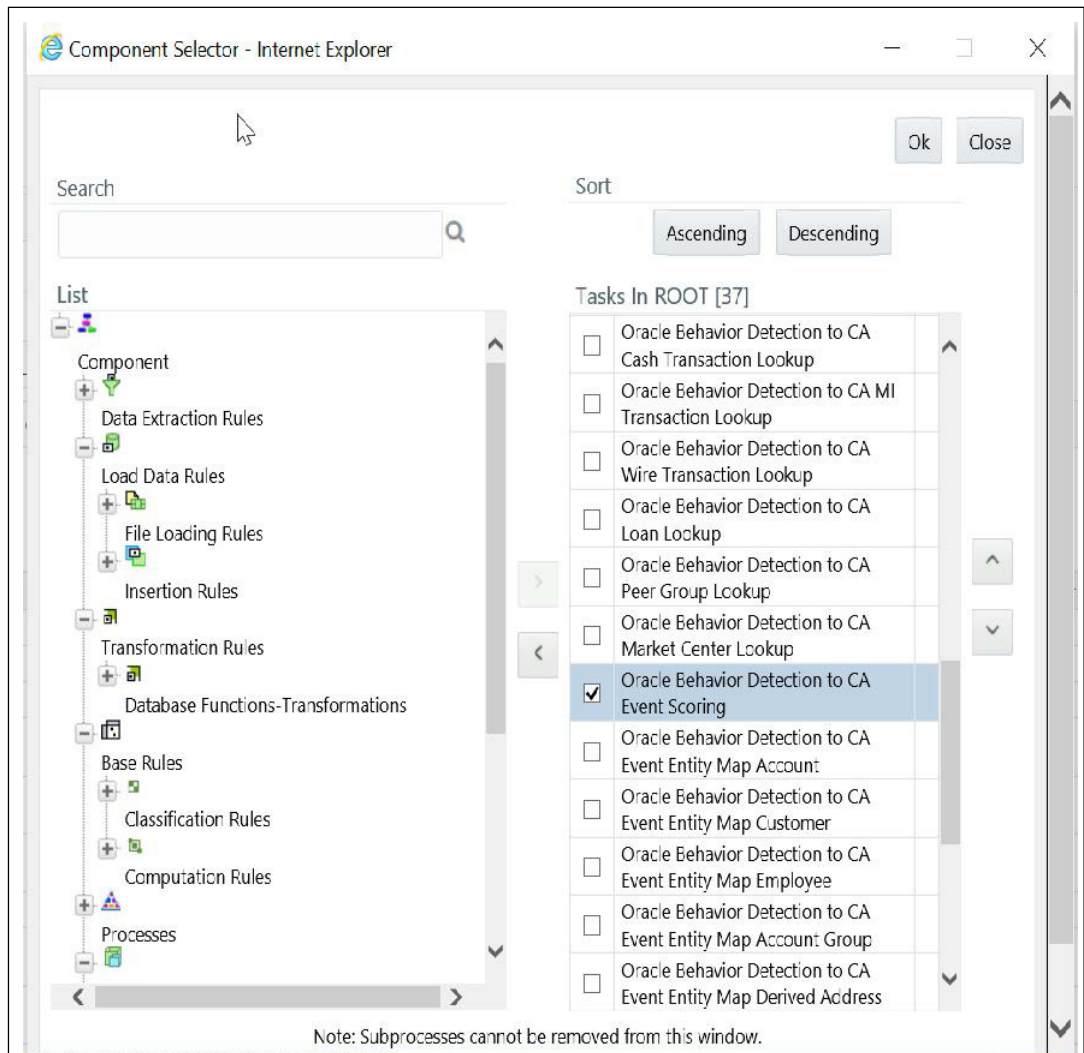 Component Selector - Internet Explorer
Ok
Close
Search
Sort
Ascending
Descending
List
Tasks In ROOT [37]
Component
Data Extraction Rules
Load Data Rules
File Loading Rules
Insertion Rules
Transformation Rules
Database Functions-Transformations
Base Rules
Classification Rules
Computation Rules
Processes
Oracle Behavior Detection to CA
Cash Transaction Lookup
Oracle Behavior Detection to CA MI
Transaction Lookup
Oracle Behavior Detection to CA
Wire Transaction Lookup
Oracle Behavior Detection to CA
Loan Lookup
Oracle Behavior Detection to CA
Peer Group Lookup
Oracle Behavior Detection to CA
Market Center Lookup
Oracle Behavior Detection to CA
Event Scoring
Oracle Behavior Detection to CA
Event Entity Map Account
Oracle Behavior Detection to CA
Event Entity Map Customer
Oracle Behavior Detection to CA
Event Entity Map Employee
Oracle Behavior Detection to CA
Event Entity Map Account Group
Oracle Behavior Detection to CA
Event Entity Map Derived Address
Note: Subprocesses cannot be removed from this window.